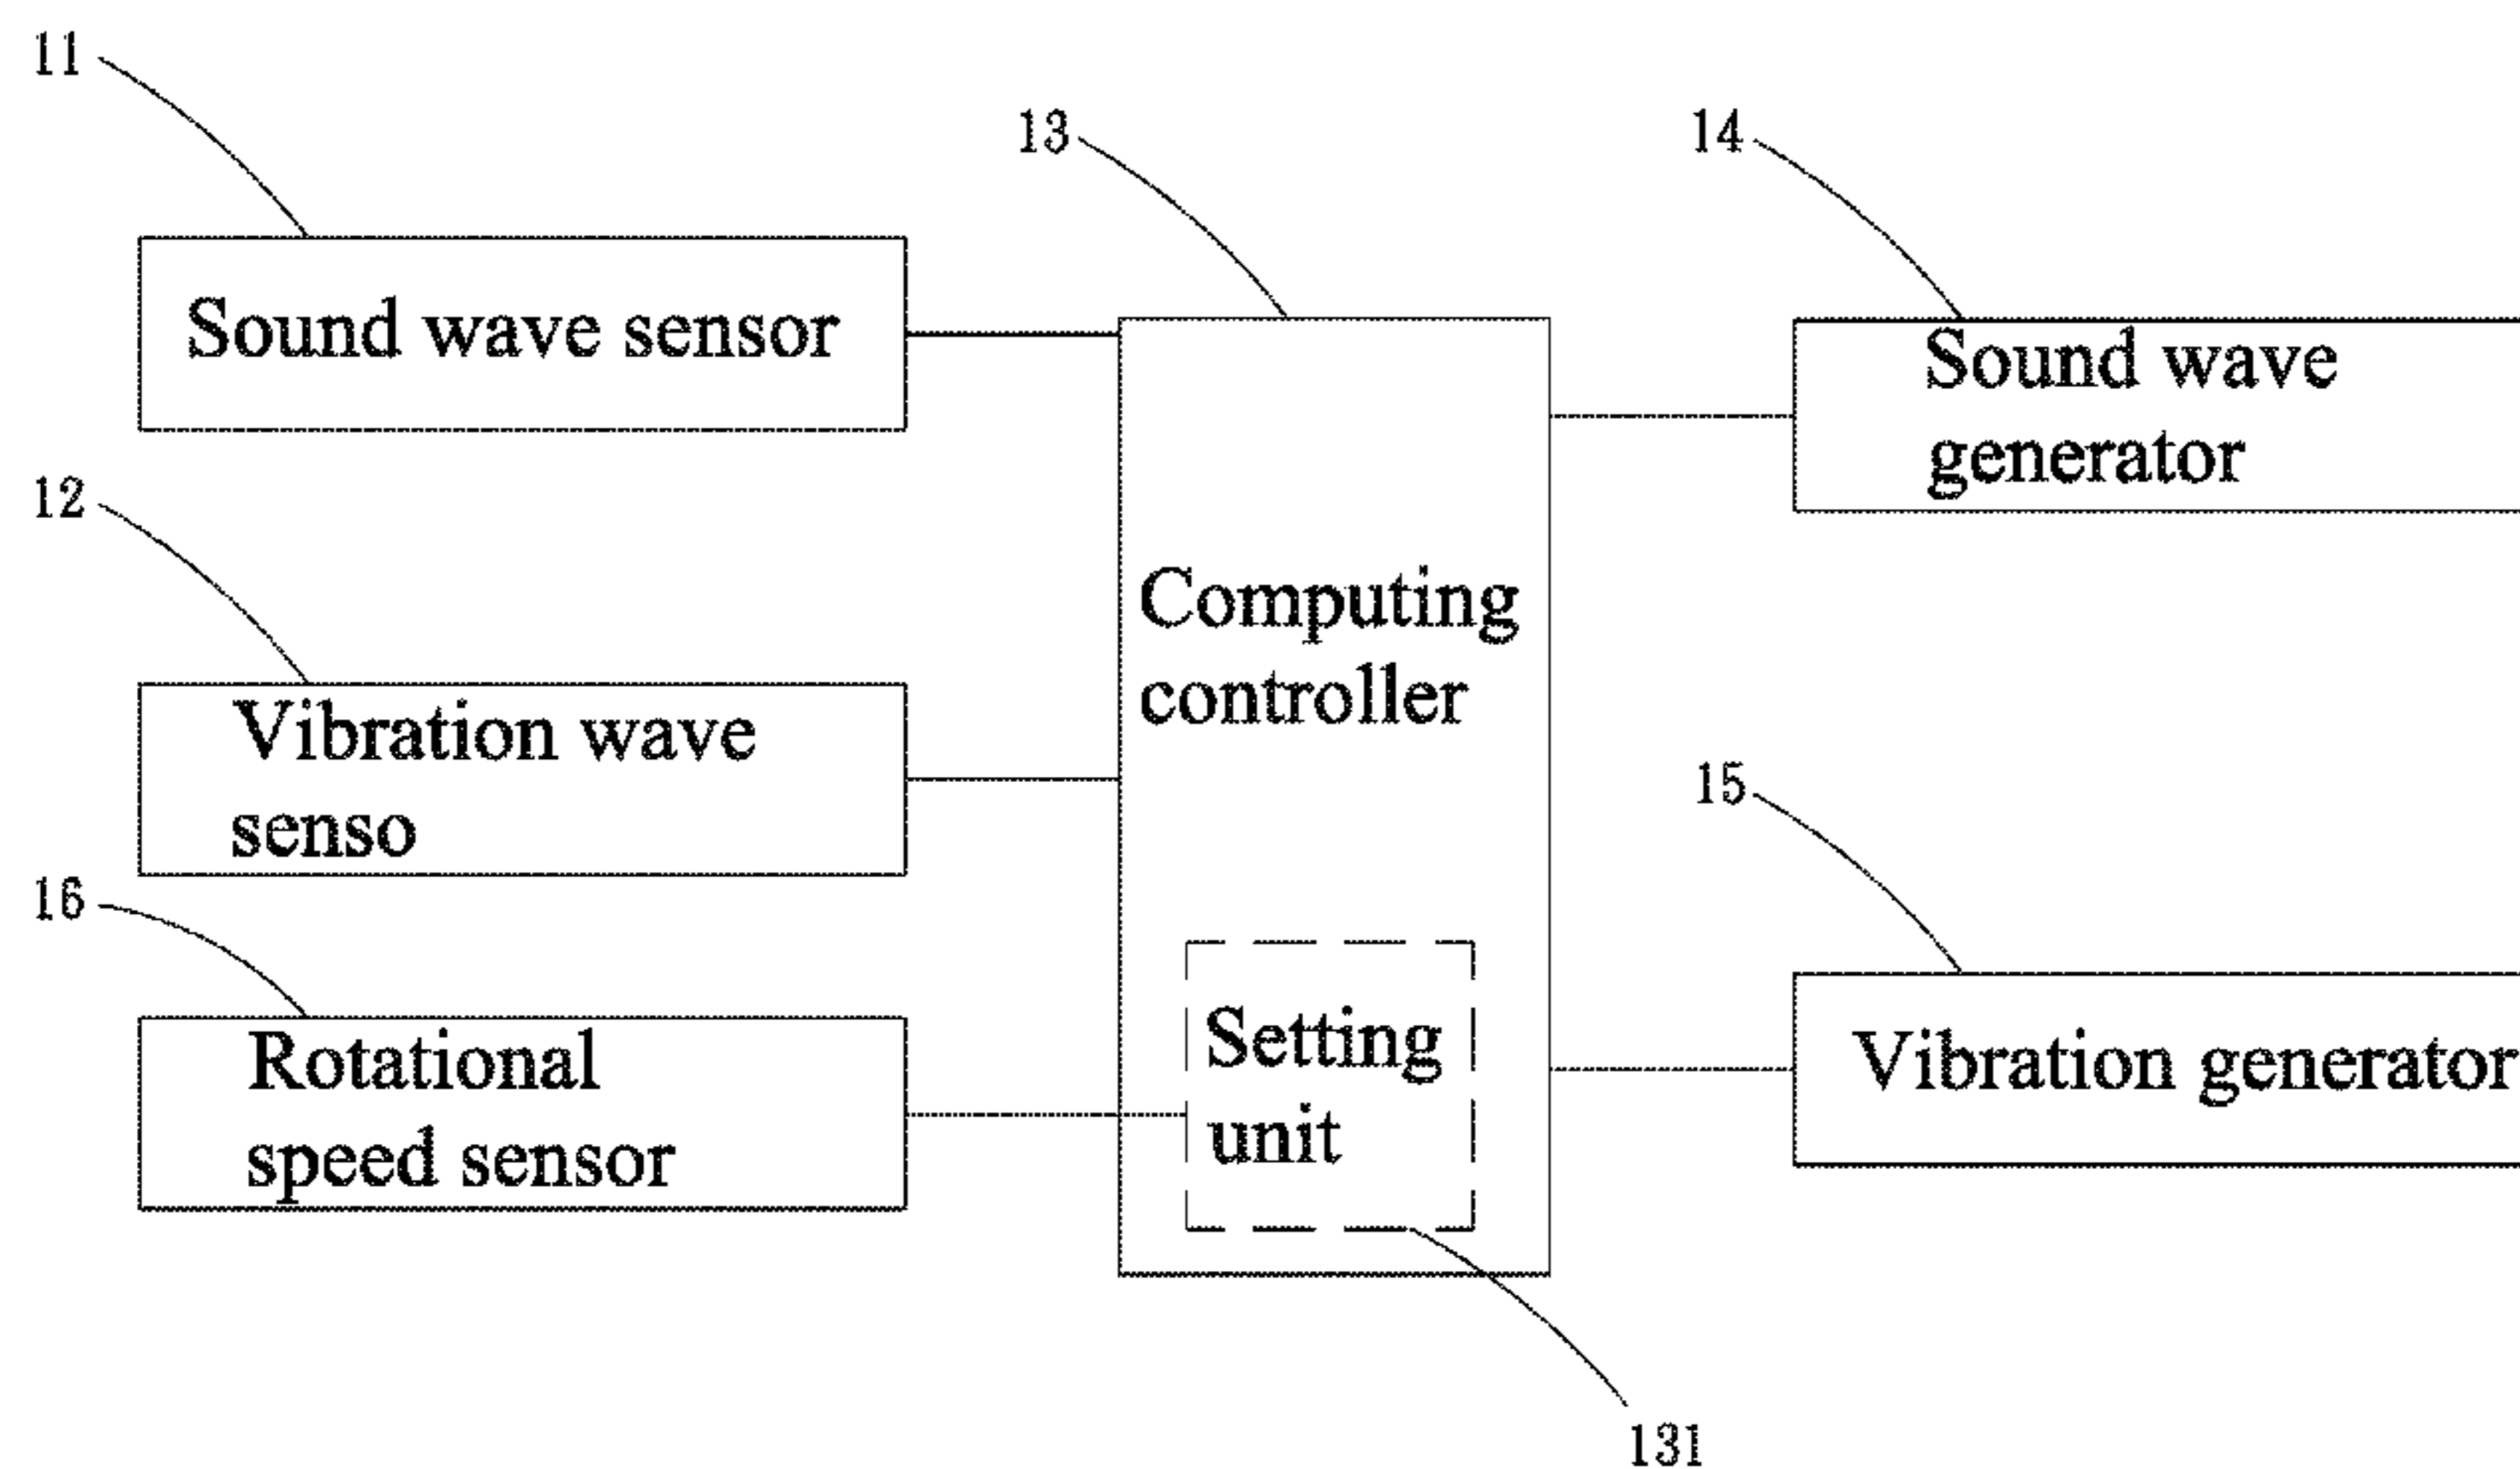 11
13
14
Sound wave sensor
Sound wave
generator
12
Computing
controller
Vibration wave
senso
15
16
Setting
unit
Rotational
speed sensor
Vibration generator
131